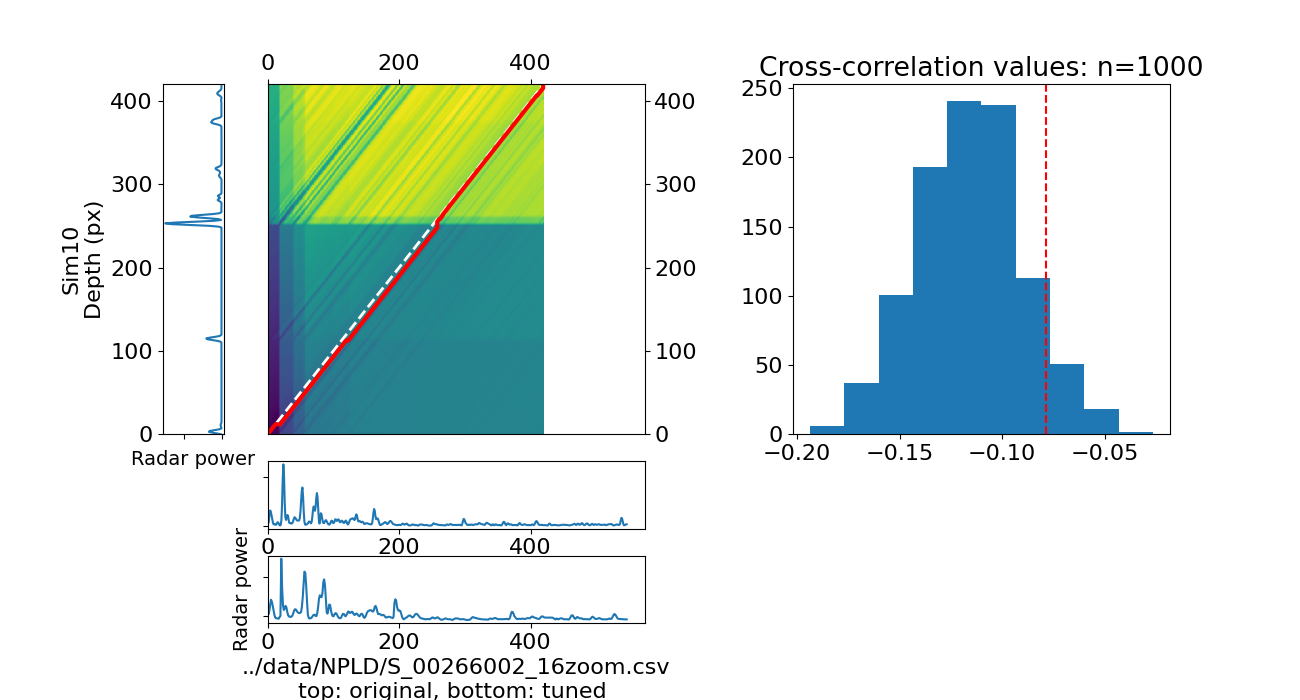 Cross-correlation values: n=1000
0 200 400
400
300
200
100
0
Sim10
Depth (px)
Radar power
400
300
200
100
0
250
200
150
100
50
0
−0.20 −0.15 −0.10 −0.05
0 200 400
Radar power
0 200 400
../data/NPLD/S_00266002_16zoom.csv
top: original, bottom: tuned